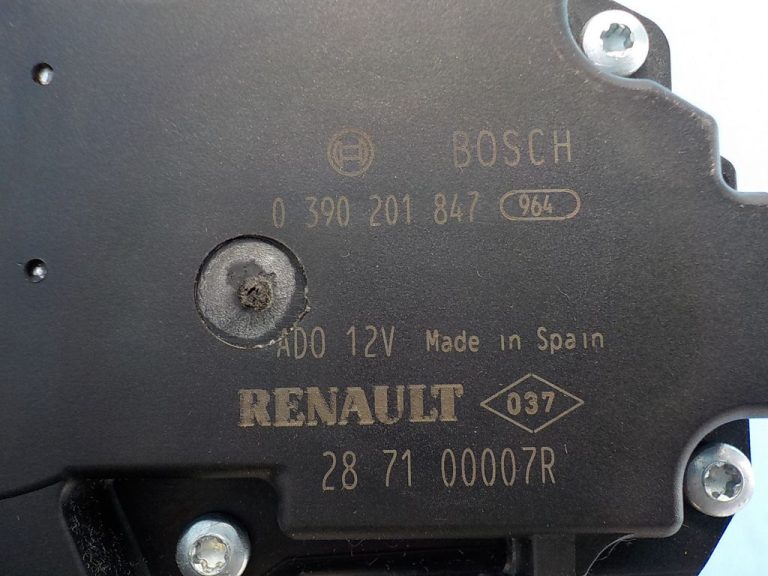 BOSCH
0 390 201 847 964
ADO 12V Made in Spain
RENAULT 037
28 71 00007R